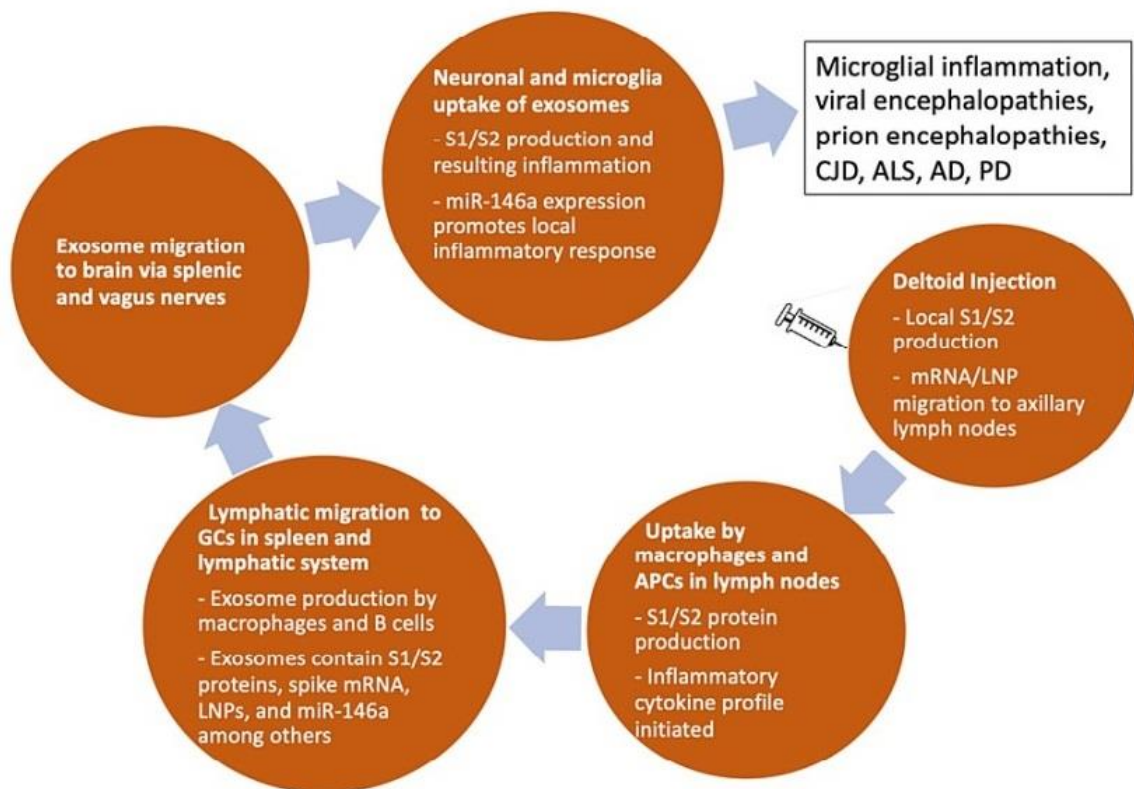 Neuronal and microglia
uptake of exosomes
- S1/S2 production and
resulting inflammation
- miR-146a expression
promotes local
inflammatory response
Microglial inflammation,
viral encephalopathies,
prion encephalopathies,
CJD, ALS, AD, PD
Exosome migration
to brain via splenic
and vagus nerves
Deltoid Injection
- Local S1/S2
production
- mRNA/LNP
migration to axillary
lymph nodes
Lymphatic migration to
GCs in spleen and
lymphatic system
- Exosome production by
macrophages and B cells
- Exosomes contain S1/S2
proteins, spike mRNA,
LNPs, and miR-146a
among others
Uptake by
macrophages and
APCs in lymph nodes
- S1/S2 protein
production
- Inflammatory
cytokine profile
initiated